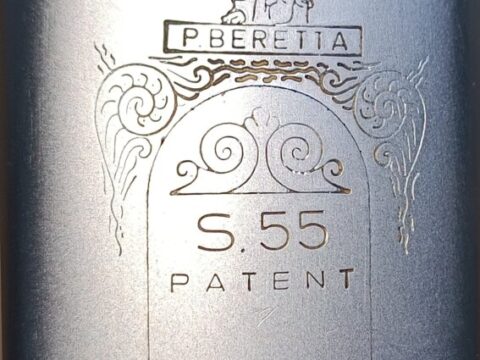 P. BERETTA
S. 55
PATENT